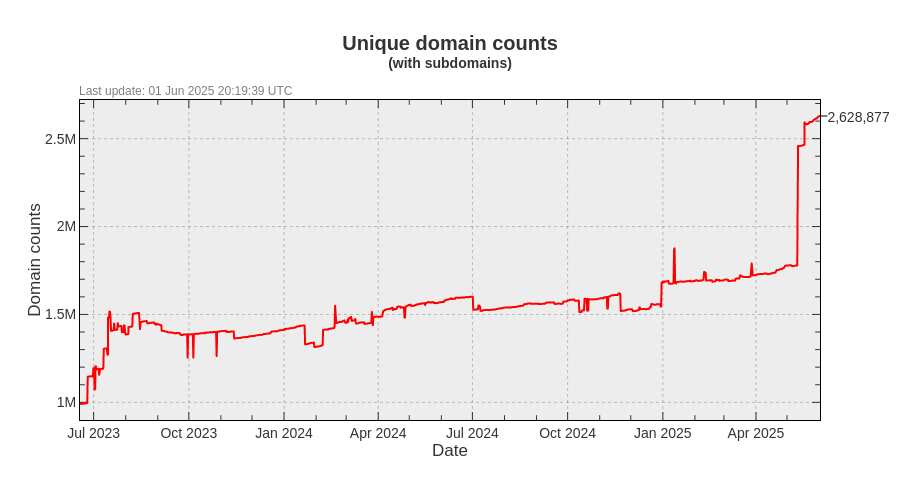 Unique domain counts
(with subdomains)
Last update: 01 Jun 2025 20:19:39 UTC
2,628,877
2.5M
2M
1.5M
1M
Domain counts
Jul 2023 Oct 2023 Jan 2024 Apr 2024 Jul 2024 Oct 2024 Jan 2025 Apr 2025
Date